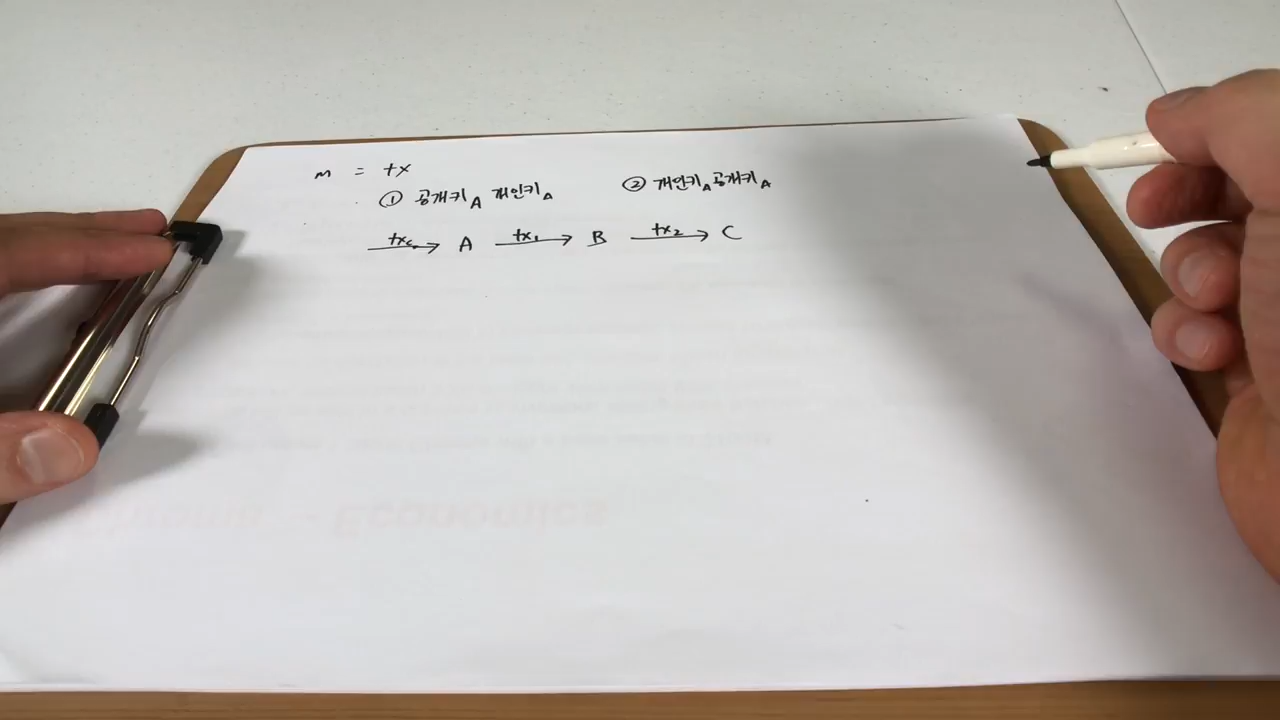 m = tx
① 공개키A 개인키A ② 개인키A 공개키A
tx₀ A tx₁ B tx₂ C